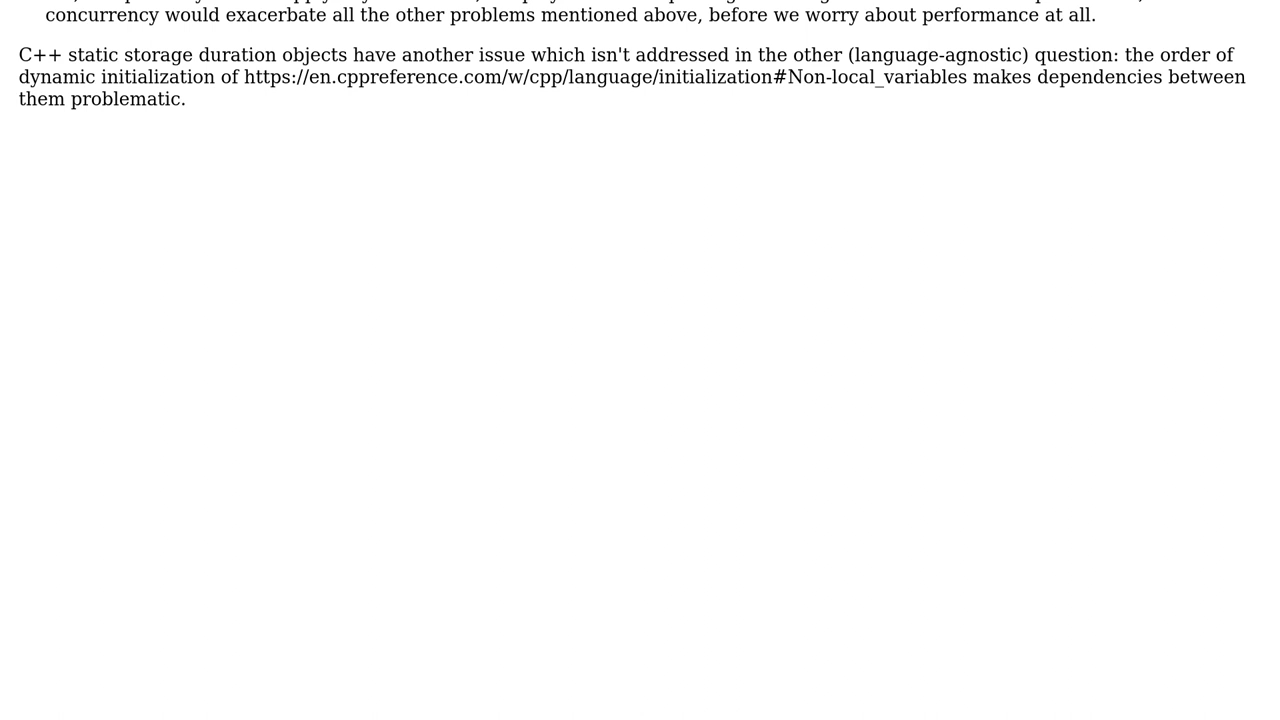 concurrency would exacerbate all the other problems mentioned above, before we worry about performance at all.
C++ static storage duration objects have another issue which isn't addressed in the other (language-agnostic) question: the order of
dynamic initialization of https://en.cppreference.com/w/cpp/language/initialization#Non-local_variables makes dependencies between
them problematic.